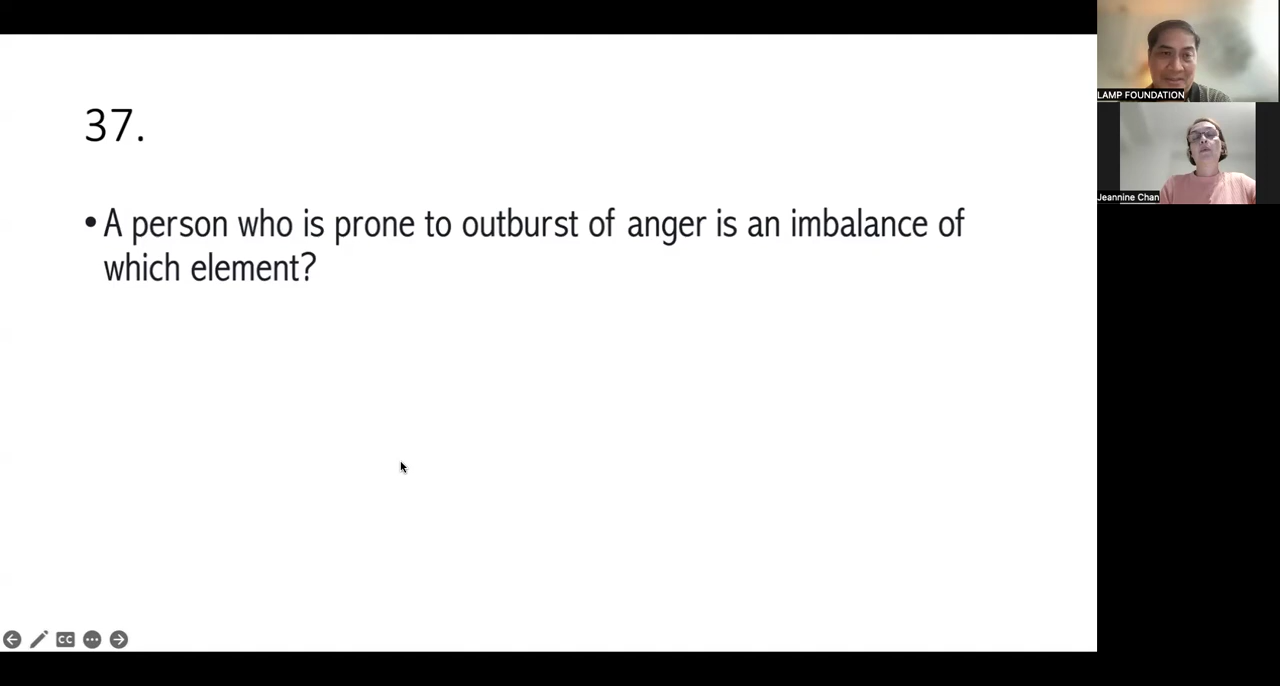 37.
• A person who is prone to outburst of anger is an imbalance of
which element?
LAMP FOUNDATION
Jeannine Chan
CC